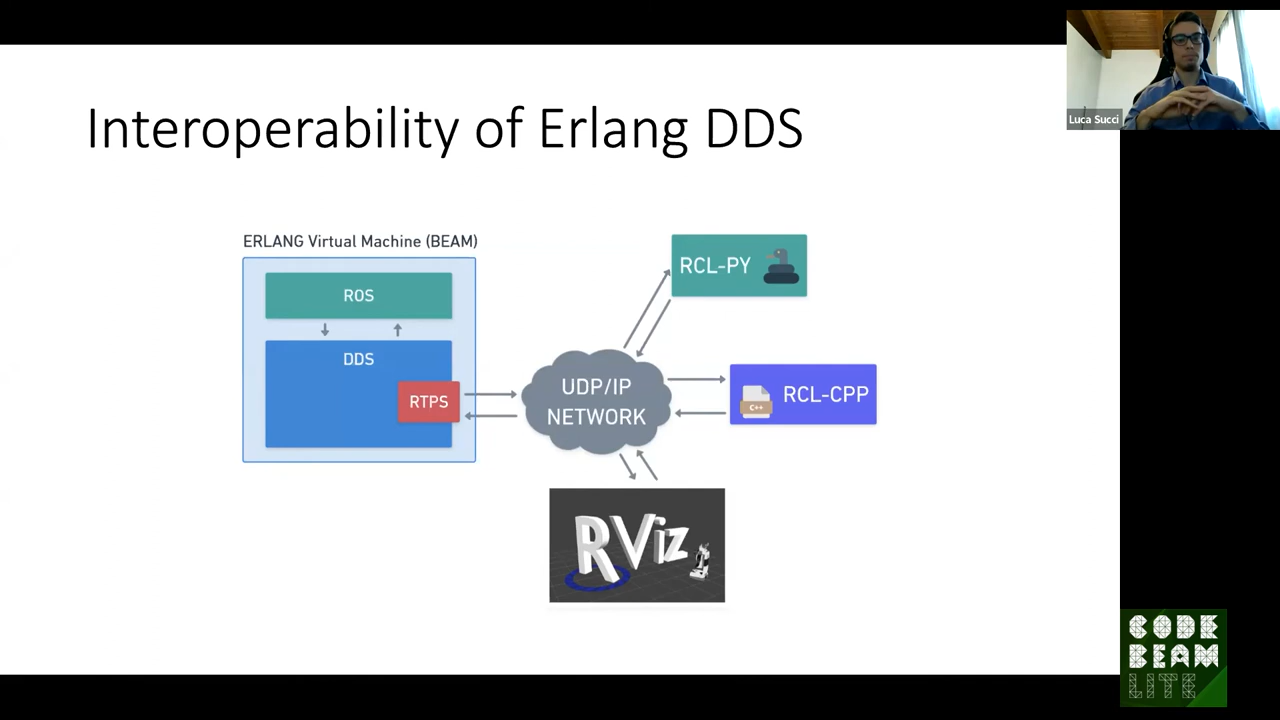 Interoperability of Erlang DDS
Luca Succi
ERLANG Virtual Machine (BEAM)
ROS
DDS
RTPS
UDP/IP
NETWORK
RCL-PY
C++
RCL-CPP
RViz
CODE
BEAM
LITE